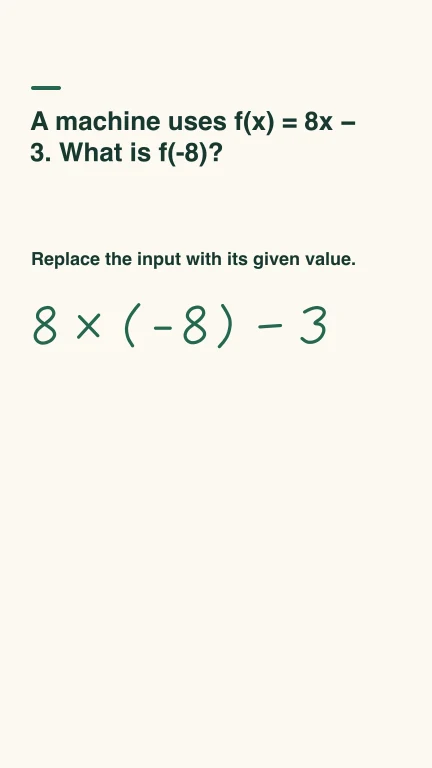 A machine uses f(x) = 8x −
3. What is f(-8)?
Replace the input with its given value.
8 × (-8) - 3